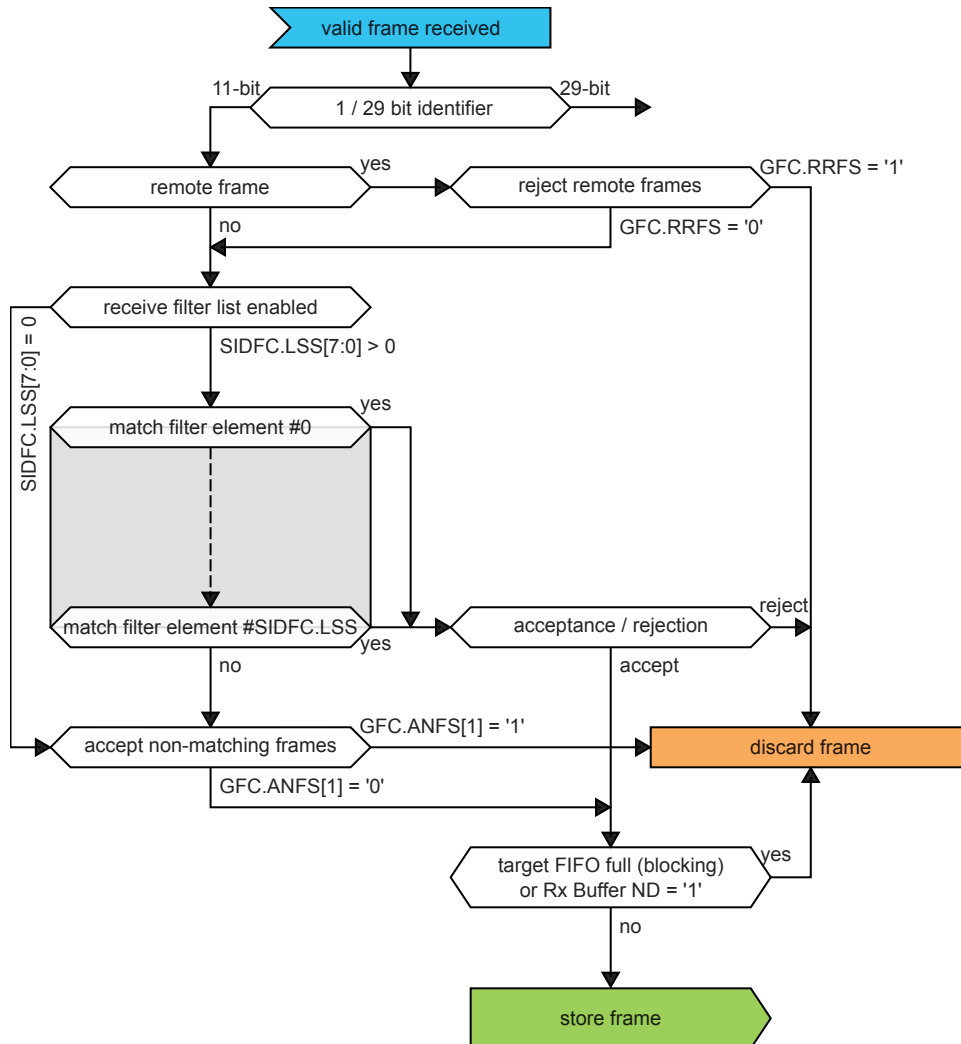 valid frame received
11-bit
29-bit
1 / 29 bit identifier
yes
GFC.RRFS = '1'
remote frame
reject remote frames
no
GFC.RRFS = '0'
receive filter list enabled
SIDFC.LSS[7:0] = 0
SIDFC.LSS[7:0] > 0
yes
match filter element #0
reject
match filter element #SIDFC.LSS
acceptance / rejection
yes
no
accept
GFC.ANFS[1] = '1'
accept non-matching frames
discard frame
GFC.ANFS[1] = '0'
target FIFO full (blocking)
or Rx Buffer ND = '1'
yes
no
store frame